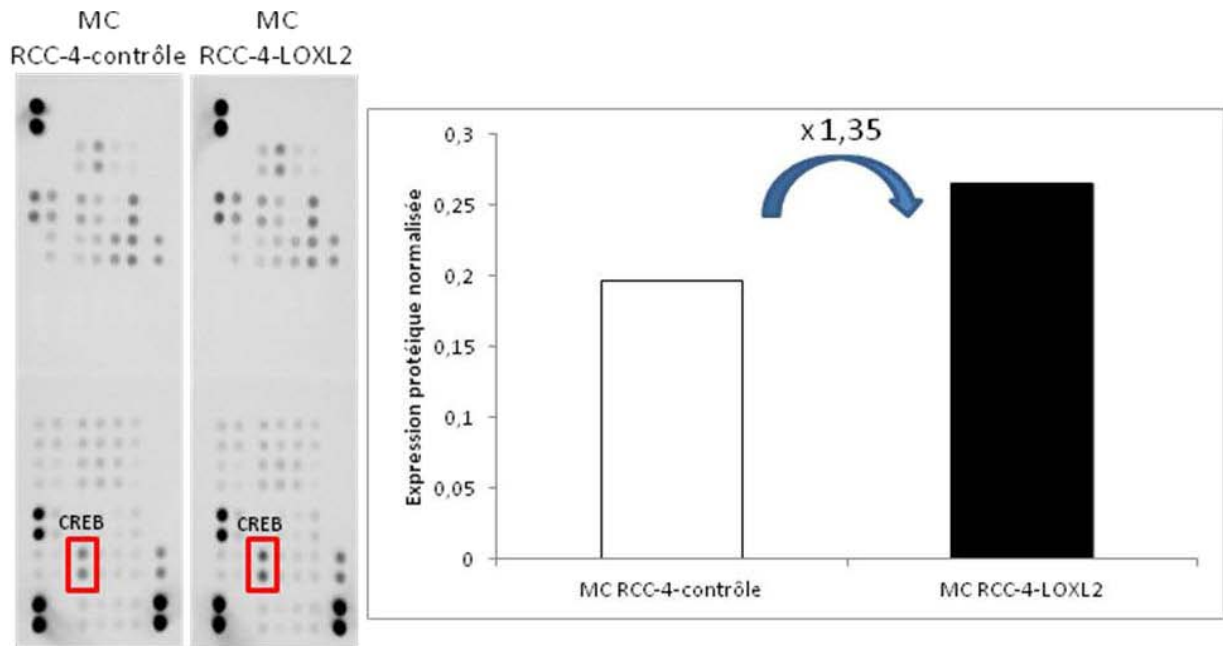 MC
RCC-4-contrôle
MC
RCC-4-LOXL2
CREB
CREB
x 1,35
Expression protéique normalisée
0,3
0,25
0,2
0,15
0,1
0,05
0
MC RCC-4-contrôle
MC RCC-4-LOXL2